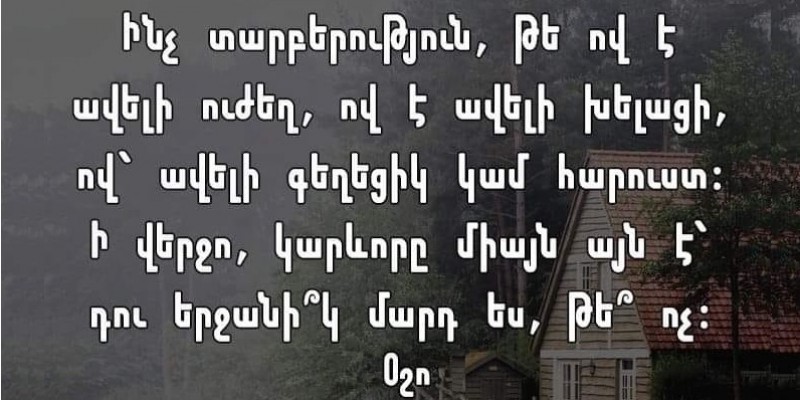 Ինչ տարբերություն, թե ով է
ավելի ուժեղ, ով է ավելի խելացի,
ով՝ ավելի գեղեցիկ կամ հարուստ։
Ի վերջո, կարևորը միայն այն է՝
դու երջանի՞կ մարդ ես, թե՞ ոչ։
Օշո